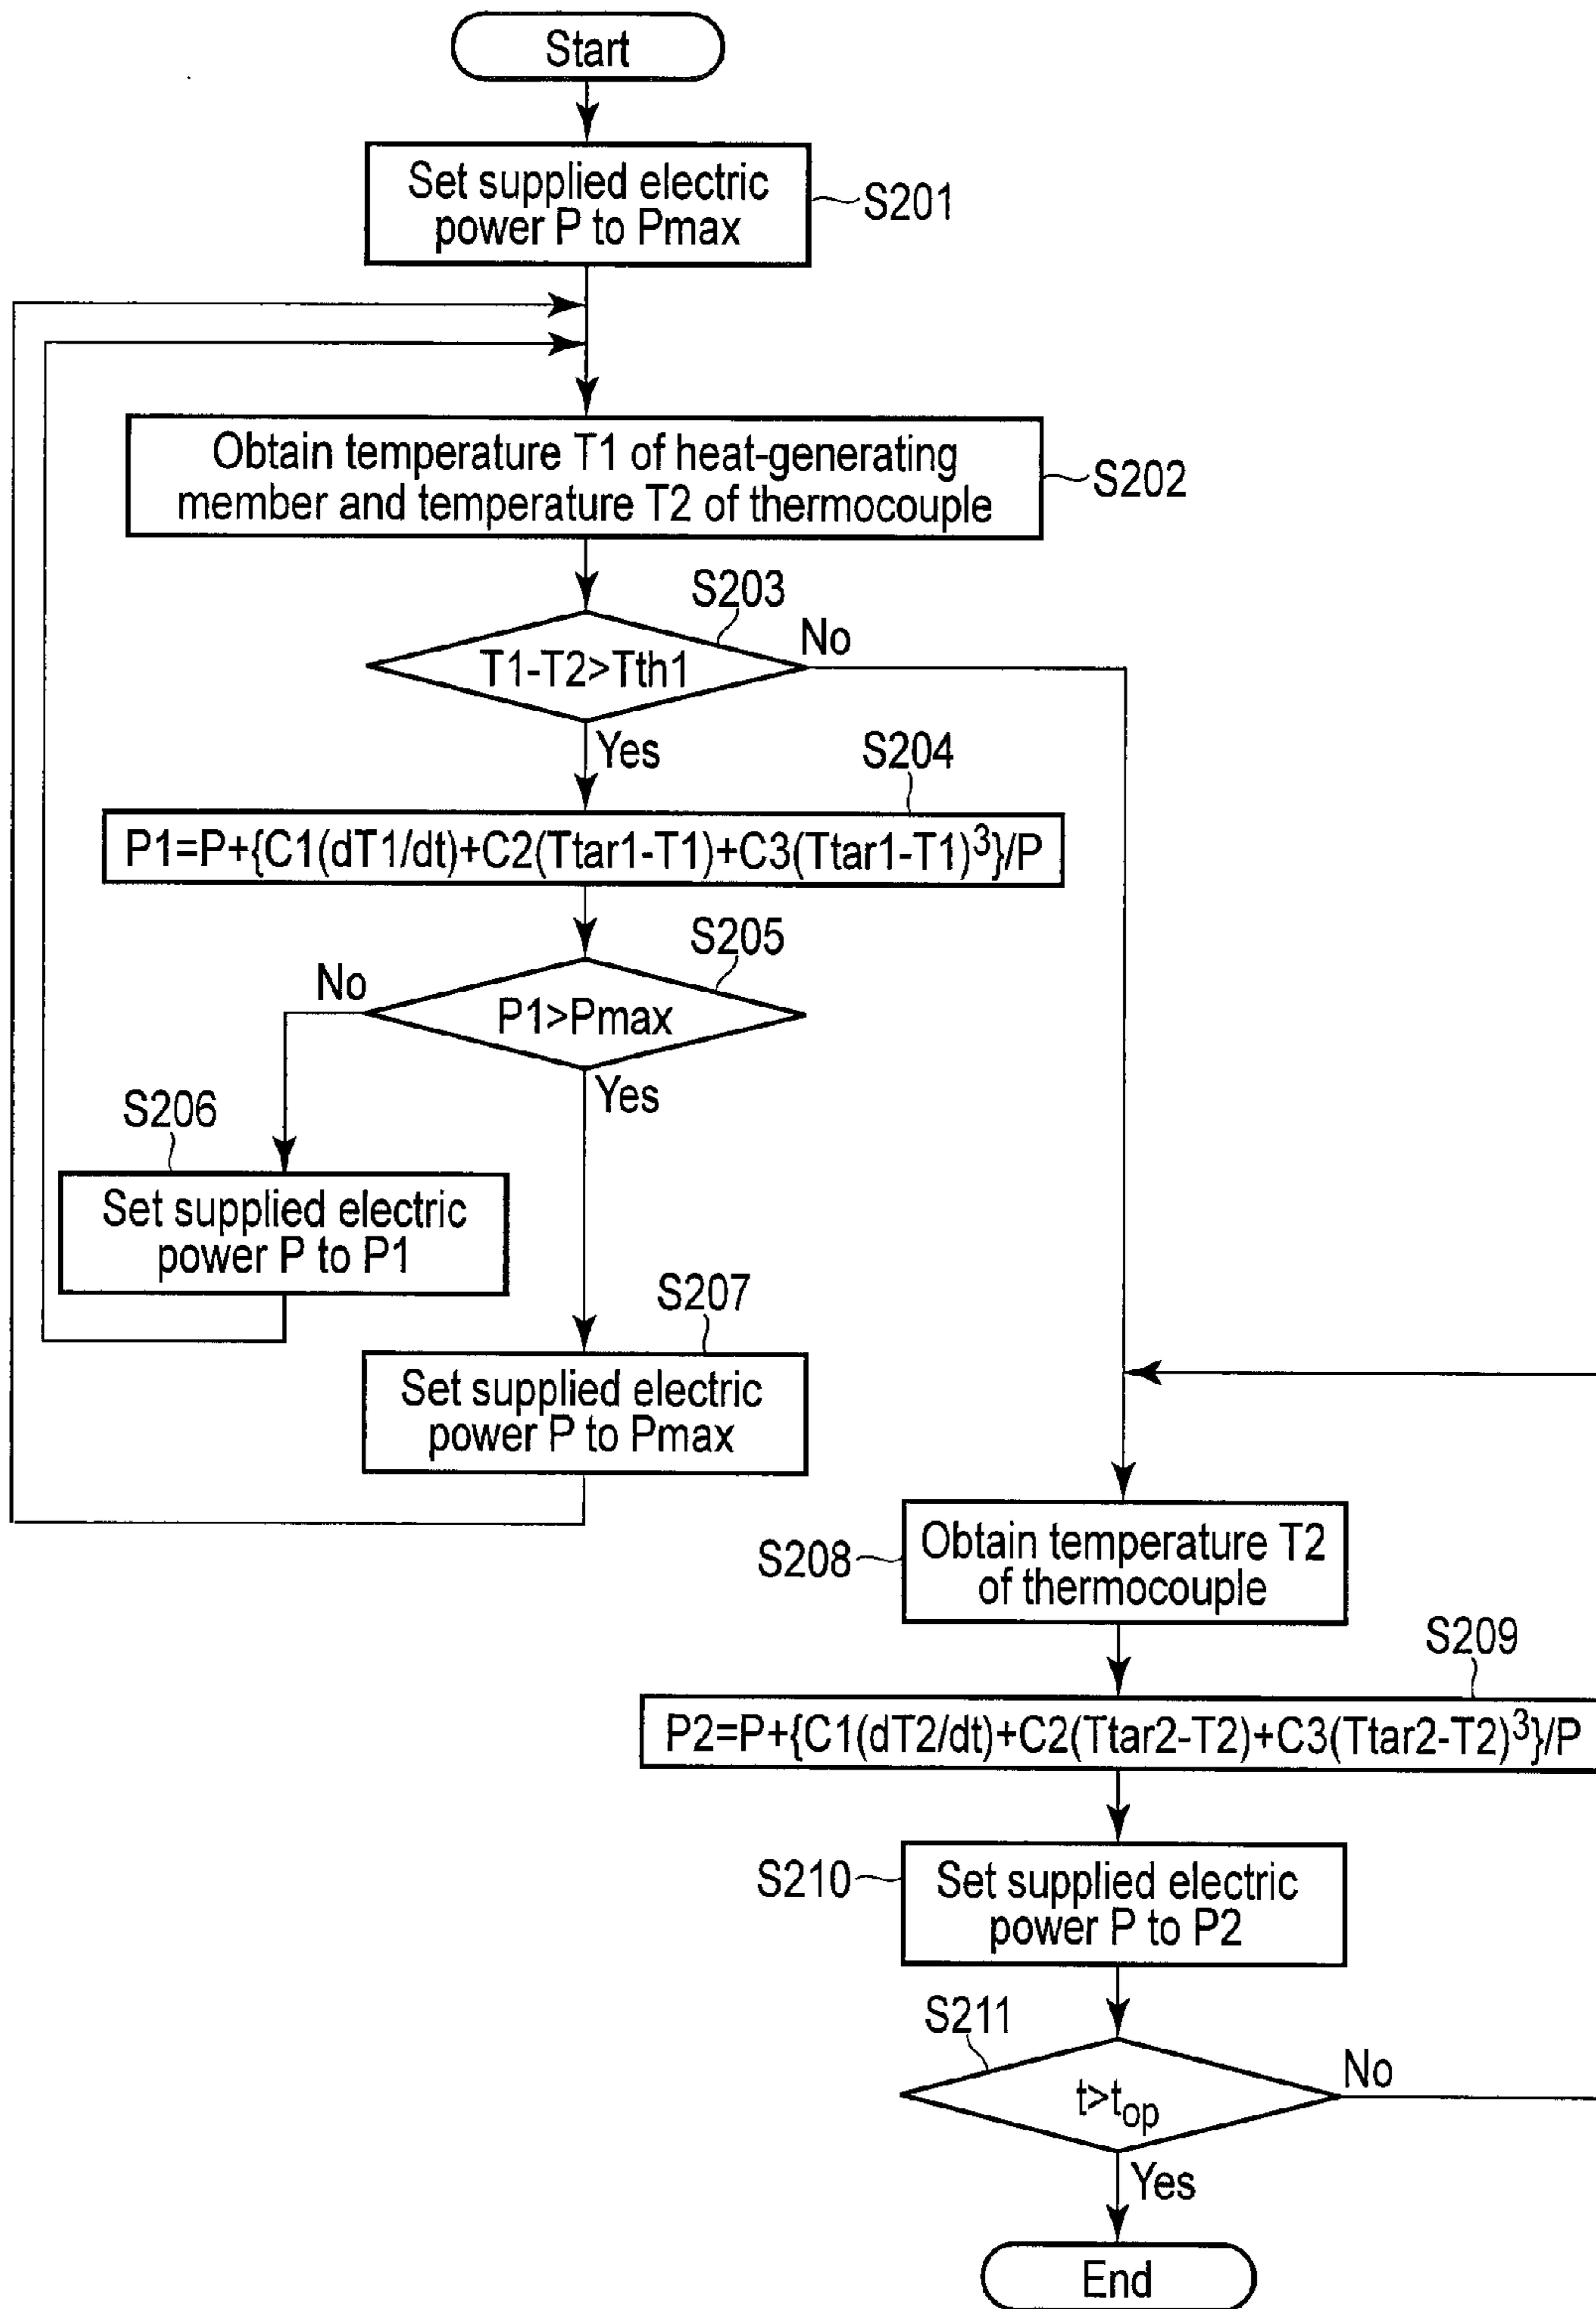 Start
Set supplied electric
power P to Pmax
S201
Obtain temperature T1 of heat-generating
member and temperature T2 of thermocouple
S202
S203
T1-T2>Tth1
No
Yes
S204
P1=P+{C1(dT1/dt)+C2(Ttar1-T1)+C3(Ttar1-T1)³}/P
S205
No
P1>Pmax
Yes
S206
Set supplied electric
power P to P1
S207
Set supplied electric
power P to Pmax
S208
Obtain temperature T2
of thermocouple
S209
P2=P+{C1(dT2/dt)+C2(Ttar2-T2)+C3(Ttar2-T2)³}/P
S210
Set supplied electric
power P to P2
S211
t>top
No
Yes
End